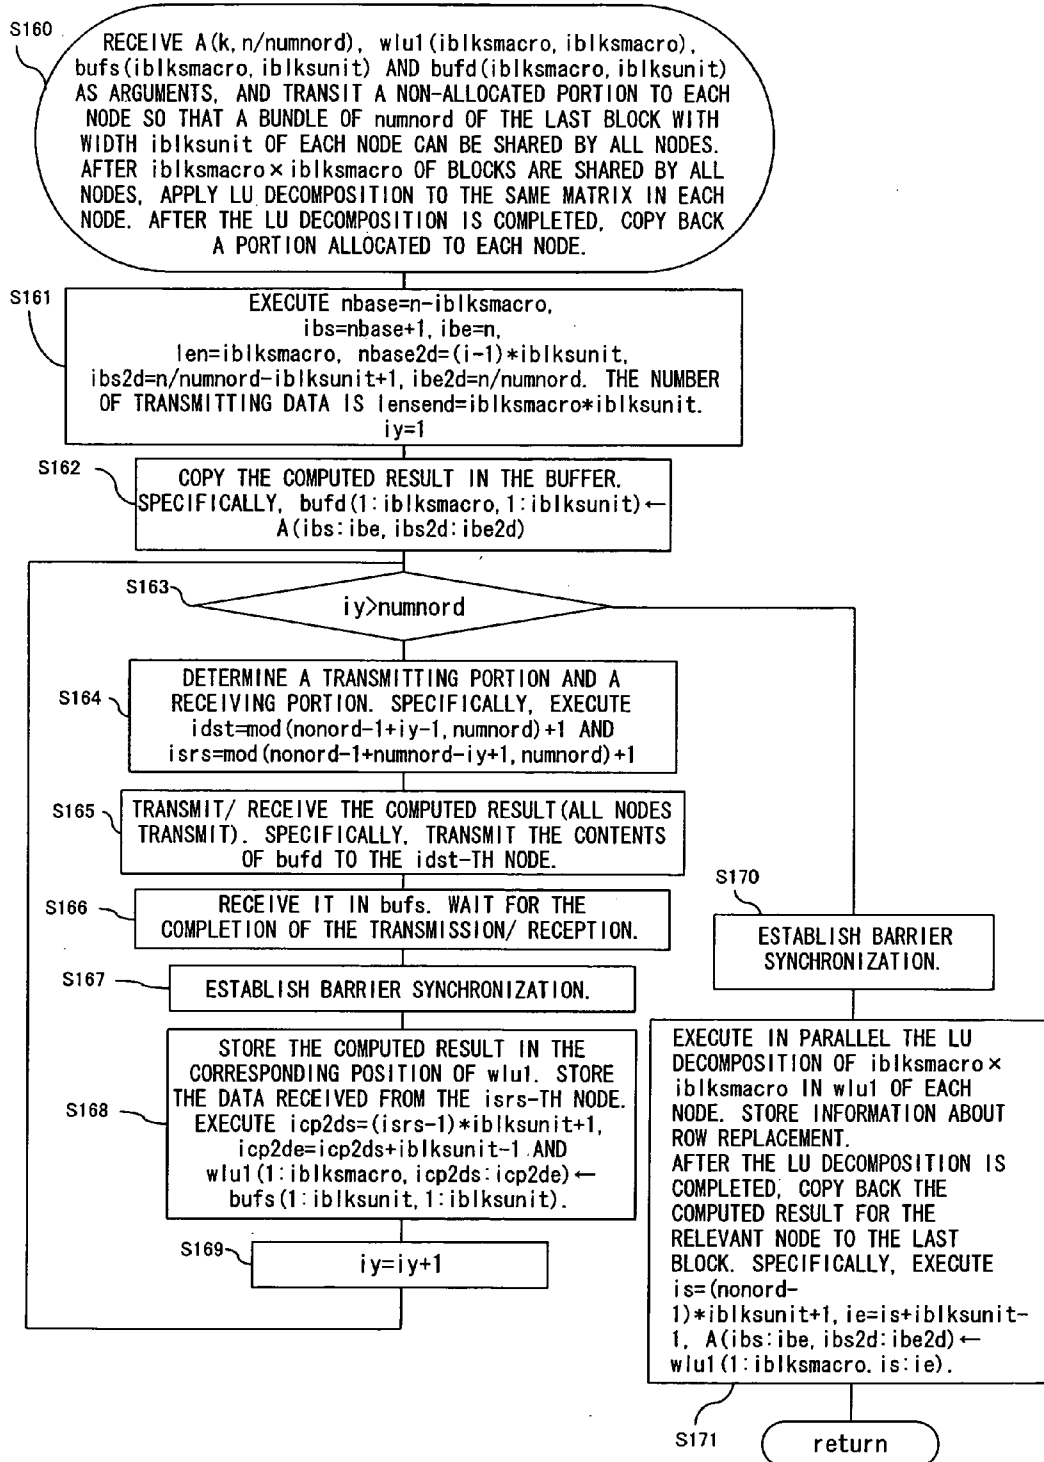 S160
RECEIVE A(k, n/numnord), wlu1(iblksmacro, iblksmacro),
bufs(iblksmacro, iblksunit) AND bufd(iblksmacro, iblksunit)
AS ARGUMENTS, AND TRANSIT A NON-ALLOCATED PORTION TO EACH
NODE SO THAT A BUNDLE OF numnord OF THE LAST BLOCK WITH
WIDTH iblksunit OF EACH NODE CAN BE SHARED BY ALL NODES.
AFTER iblksmacro×iblksmacro OF BLOCKS ARE SHARED BY ALL
NODES, APPLY LU DECOMPOSITION TO THE SAME MATRIX IN EACH
NODE. AFTER THE LU DECOMPOSITION IS COMPLETED, COPY BACK
A PORTION ALLOCATED TO EACH NODE.
S161
EXECUTE nbase=n-iblksmacro,
ibs=nbase+1, ibe=n,
len=iblksmacro, nbase2d=(i-1)*iblksunit,
ibs2d=n/numnord-iblksunit+1, ibe2d=n/numnord. THE NUMBER
OF TRANSMITTING DATA IS lensend=iblksmacro*iblksunit.
iy=1
S162
COPY THE COMPUTED RESULT IN THE BUFFER.
SPECIFICALLY, bufd(1:iblksmacro, 1:iblksunit)←
A(ibs:ibe, ibs2d:ibe2d)
S163
iy>numnord
S164
DETERMINE A TRANSMITTING PORTION AND A
RECEIVING PORTION. SPECIFICALLY, EXECUTE
idst=mod(nonord-1+iy-1, numnord)+1 AND
isrs=mod(nonord-1+numnord-iy+1, numnord)+1
S165
TRANSMIT/ RECEIVE THE COMPUTED RESULT(ALL NODES
TRANSMIT). SPECIFICALLY, TRANSMIT THE CONTENTS
OF bufd TO THE idst-TH NODE.
S166
RECEIVE IT IN bufs. WAIT FOR THE
COMPLETION OF THE TRANSMISSION/ RECEPTION.
S167
ESTABLISH BARRIER SYNCHRONIZATION.
S168
STORE THE COMPUTED RESULT IN THE
CORRESPONDING POSITION OF wlu1. STORE
THE DATA RECEIVED FROM THE isrs-TH NODE.
EXECUTE icp2ds=(isrs-1)*iblksunit+1,
icp2de=icp2ds+iblksunit-1 AND
wlu1(1:iblksmacro, icp2ds:icp2de)←
bufs(1:iblksunit, 1:iblksunit).
S169
iy=iy+1
S170
ESTABLISH BARRIER
SYNCHRONIZATION.
EXECUTE IN PARALLEL THE LU
DECOMPOSITION OF iblksmacro×
iblksmacro IN wlu1 OF EACH
NODE. STORE INFORMATION ABOUT
ROW REPLACEMENT.
AFTER THE LU DECOMPOSITION IS
COMPLETED, COPY BACK THE
COMPUTED RESULT FOR THE
RELEVANT NODE TO THE LAST
BLOCK. SPECIFICALLY, EXECUTE
is=(nonord-
1)*iblksunit+1, ie=is+iblksunit-
1, A(ibs:ibe, ibs2d:ibe2d)←
wlu1(1:iblksmacro. is:ie).
S171
return